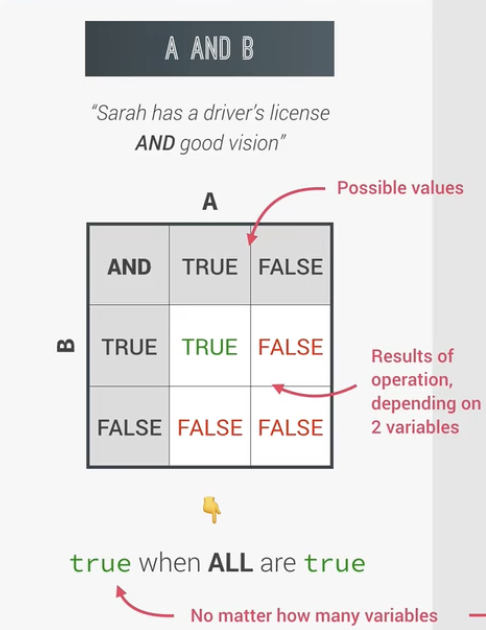 A AND B
“Sarah has a driver’s license
AND good vision”
A
Possible values
AND TRUE FALSE
B
TRUE TRUE FALSE
FALSE FALSE FALSE
Results of
operation,
depending on
2 variables
true when ALL are true
No matter how many variables